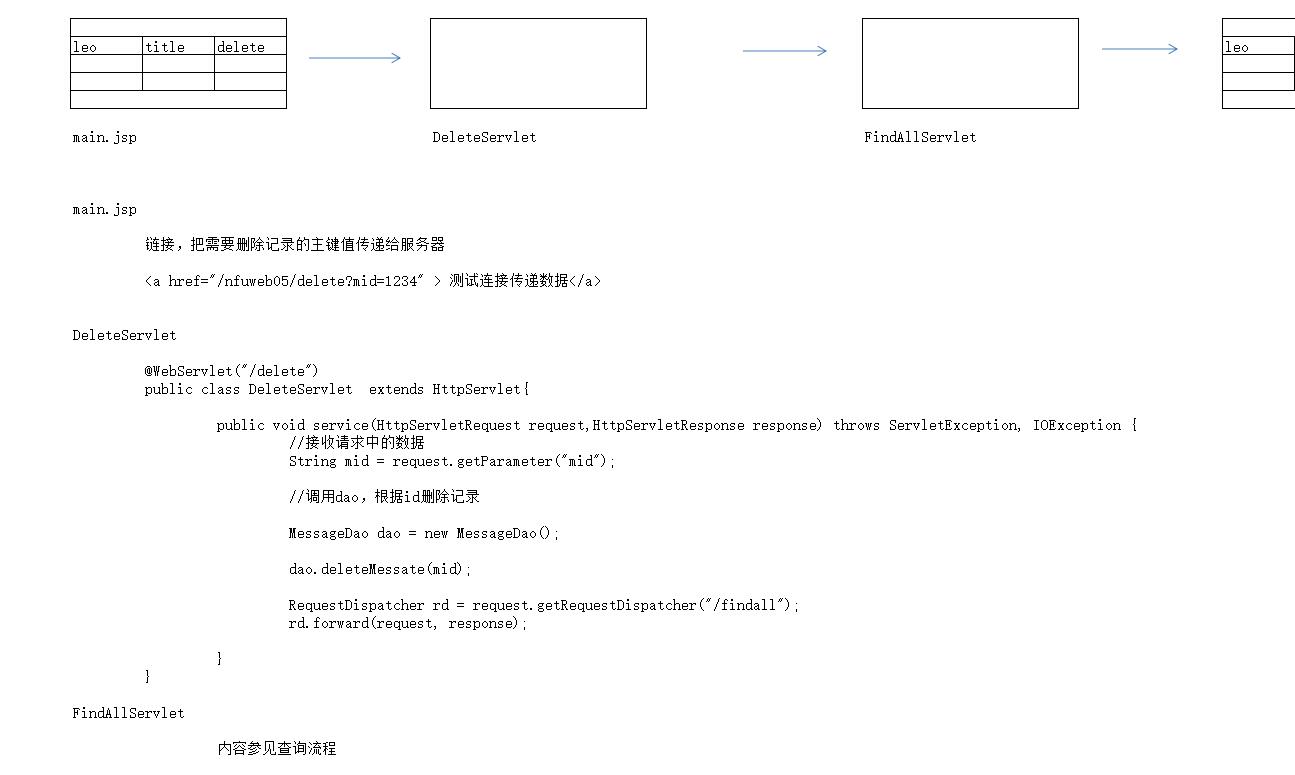 leo title delete
leo
main.jsp
DeleteServlet
FindAllServlet
main.jsp
链接，把需要删除记录的主键值传递给服务器
<a href="/nfuweb05/delete?mid=1234" > 测试连接传递数据</a>
DeleteServlet
@WebServlet("/delete")
public class DeleteServlet  extends HttpServlet{
public void service(HttpServletRequest request,HttpServletResponse response) throws ServletException, IOException {
//接收请求中的数据
String mid = request.getParameter("mid");
//调用dao，根据id删除记录
MessageDao dao = new MessageDao();
dao.deleteMessate(mid);
RequestDispatcher rd = request.getRequestDispatcher("/findall");
rd.forward(request, response);
}
}
FindAllServlet
内容参见查询流程